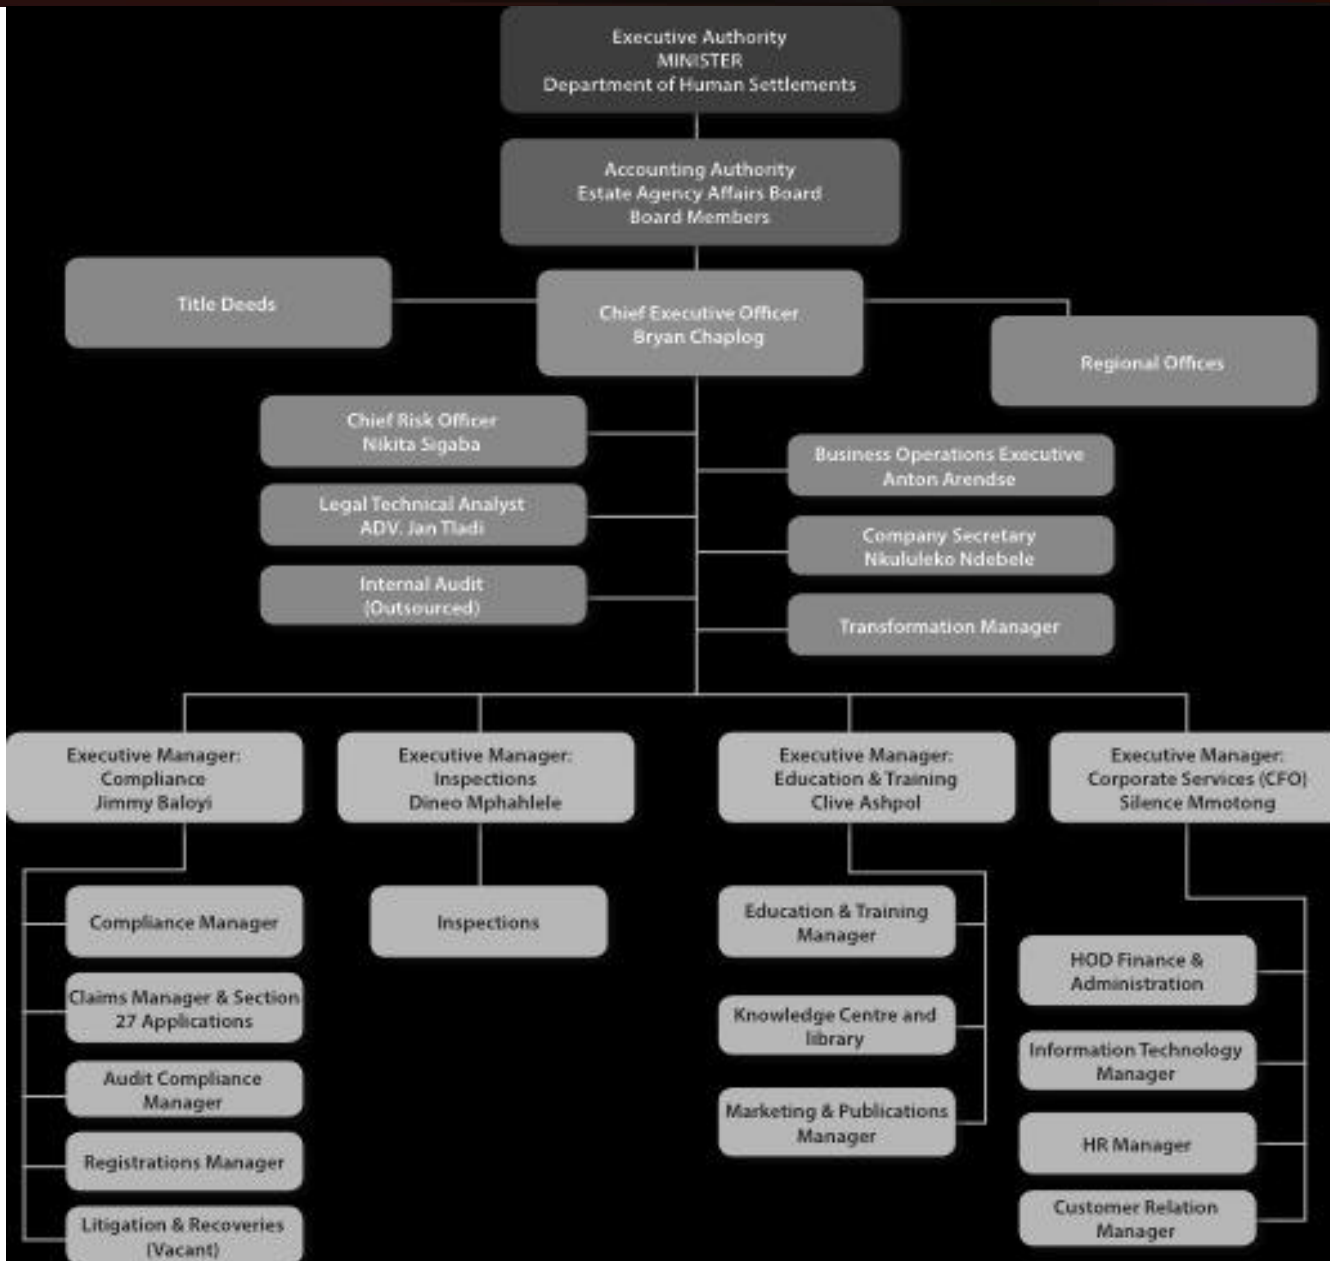 Executive Authority
MINISTER
Department of Human Settlements
Accounting Authority
Estate Agency Affairs Board
Board Members
Title Deeds
Chief Executive Officer
Bryan Chaplog
Regional Offices
Chief Risk Officer
Nikita Sigaba
Business Operations Executive
Anton Arendse
Legal Technical Analyst
ADV. Jan Tladi
Company Secretary
Nkululeko Ndebele
Internal Audit
(Outsourced)
Transformation Manager
Executive Manager:
Compliance
Jimmy Baloyi
Executive Manager:
Inspections
Dineo Mphahlele
Executive Manager:
Education & Training
Clive Ashpol
Executive Manager:
Corporate Services (CFO)
Silence Mmotong
Compliance Manager
Claims Manager & Section
27 Applications
Audit Compliance
Manager
Registrations Manager
Litigation & Recoveries
(Vacant)
Inspections
Education & Training
Manager
Knowledge Centre and
library
Marketing & Publications
Manager
HOD Finance &
Administration
Information Technology
Manager
HR Manager
Customer Relation
Manager